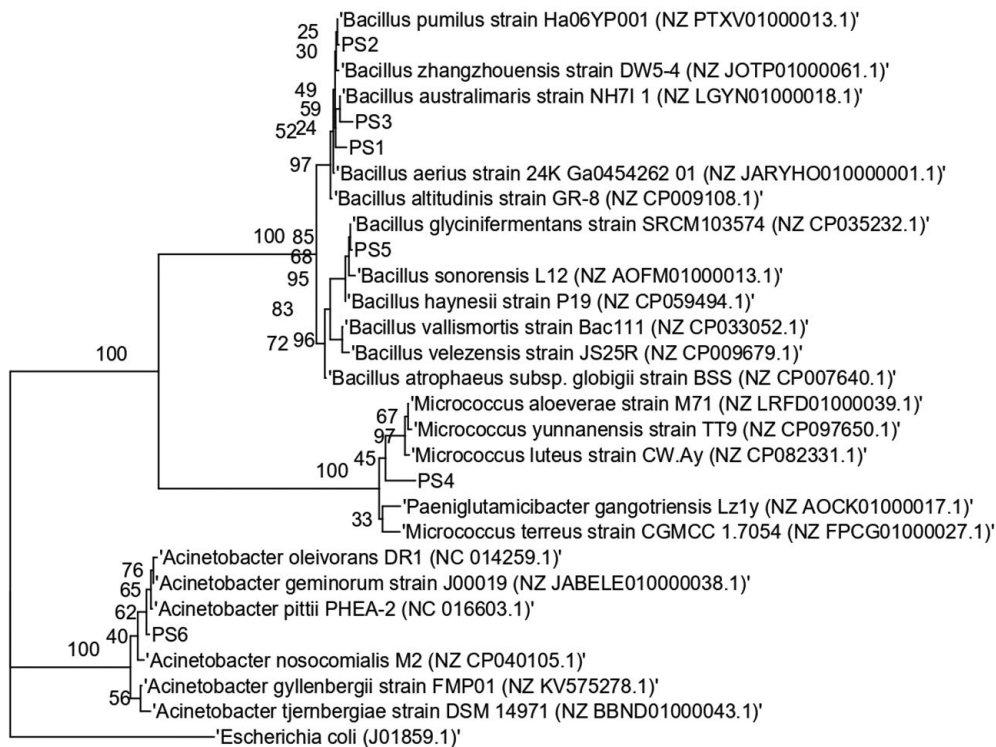 'Bacillus pumilus strain Ha06YP001 (NZ PTXV01000013.1)'
25
PS2
30
'Bacillus zhangzhouensis strain DW5-4 (NZ JOTP01000061.1)'
49
'Bacillus australimaris strain NH7I 1 (NZ LGYN01000018.1)'
59
PS3
5224
PS1
97
'Bacillus aerius strain 24K Ga0454262 01 (NZ JARYHO010000001.1)'
'Bacillus altitudinis strain GR-8 (NZ CP009108.1)'
'Bacillus glycinifermentans strain SRCM103574 (NZ CP035232.1)'
100 85
PS5
68
95
'Bacillus sonorensis L12 (NZ AOFM01000013.1)'
'Bacillus haynesii strain P19 (NZ CP059494.1)'
83
'Bacillus vallismortis strain Bac111 (NZ CP033052.1)'
72 96
'Bacillus velezensis strain JS25R (NZ CP009679.1)'
100
'Bacillus atrophaeus subsp. globigii strain BSS (NZ CP007640.1)'
'Micrococcus aloeverae strain M71 (NZ LRFD01000039.1)'
67
'Micrococcus yunnanensis strain TT9 (NZ CP097650.1)'
97
'Micrococcus luteus strain CW.Ay (NZ CP082331.1)'
45
100
PS4
'Paeniglutamicibacter gangotriensis Lz1y (NZ AOCK01000017.1)'
33
'Micrococcus terreus strain CGMCC 1.7054 (NZ FPCG01000027.1)'
'Acinetobacter oleivorans DR1 (NC 014259.1)'
76
'Acinetobacter geminorum strain J00019 (NZ JABELE010000038.1)'
65
'Acinetobacter pittii PHEA-2 (NC 016603.1)'
62
PS6
40
100
'Acinetobacter nosocomialis M2 (NZ CP040105.1)'
'Acinetobacter gyllenbergii strain FMP01 (NZ KV575278.1)'
56
'Acinetobacter tjernbergiae strain DSM 14971 (NZ BBND01000043.1)'
'Escherichia coli (J01859.1)'